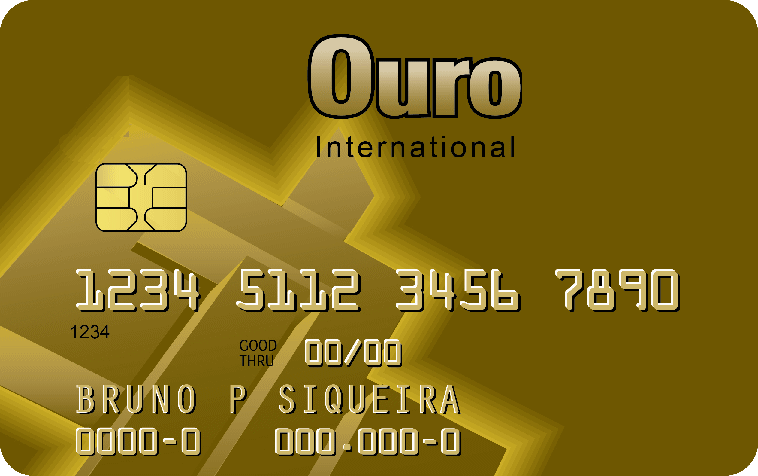 Ouro
International
1234 5112 3456 7890
1234
GOOD
THRU 00/00
BRUNO P SIQUEIRA
0000-0 000.000-0